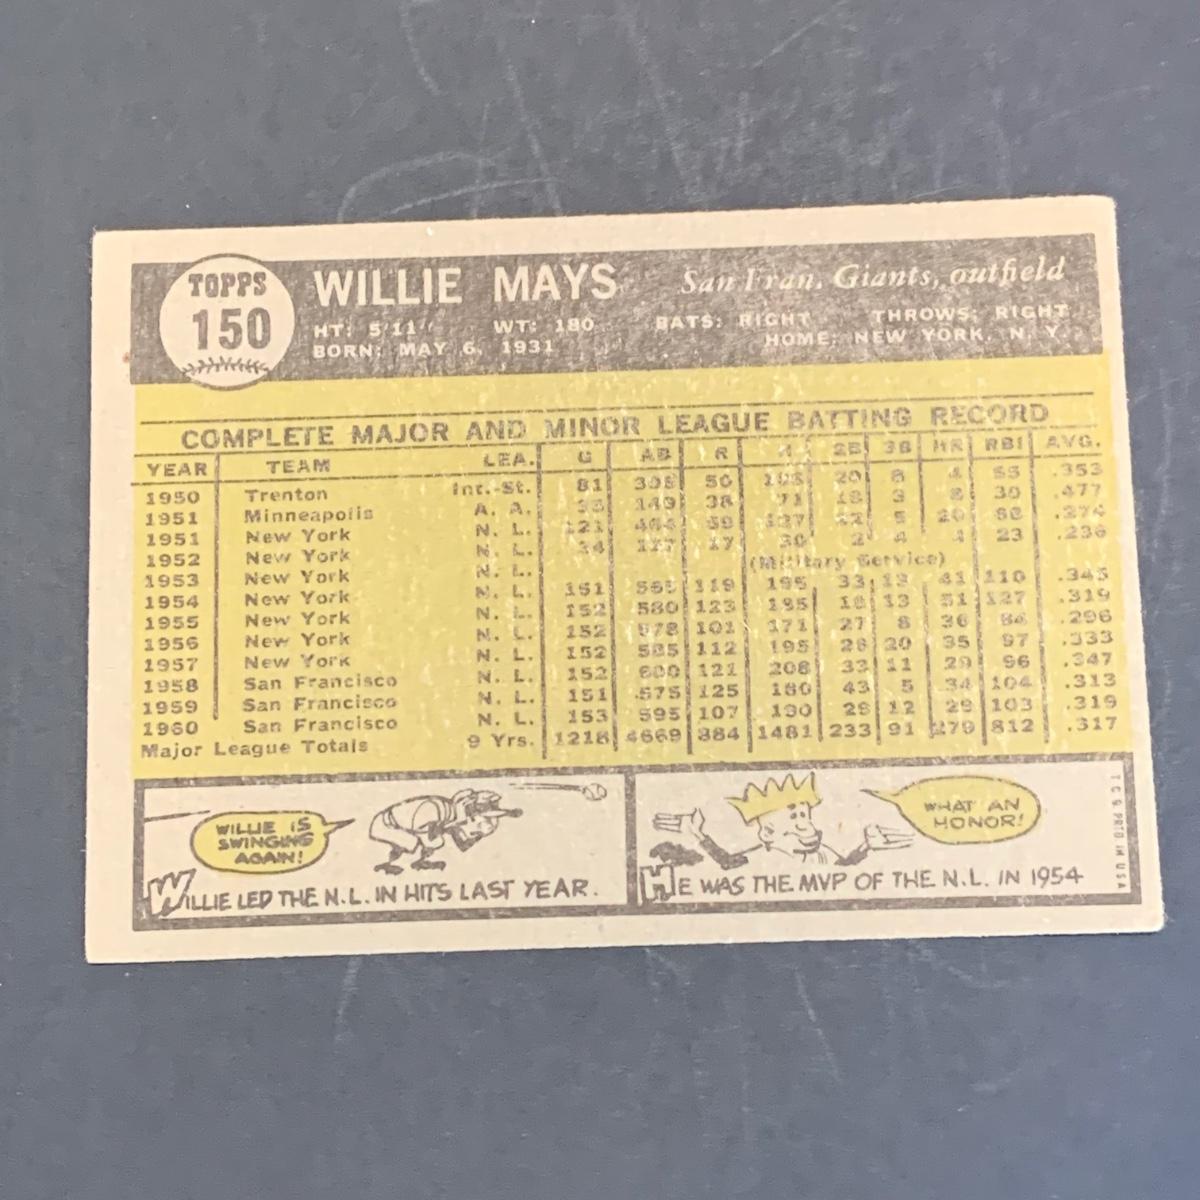 TOPPS
150
WILLIE MAYS
San Fran. Giants, outfield
HT: 5'11" WT: 180 BATS: RIGHT THROWS: RIGHT
BORN: MAY 6, 1931 HOME: NEW YORK, N. Y.
COMPLETE MAJOR AND MINOR LEAGUE BATTING RECORD
YEAR TEAM LEA. G AB R H 2B 3B HR RBI AVG.
1950 Trenton Int.-St. 81 306 50 20 8 4 55 .353
1951 Minneapolis A. A. 149 38 71 18 3 8 30 .477
1951 New York N. L. 121 464 59 127 22 5 20 68 .274
1952 New York N. L. 34 127 17 30 2 4 4 23 .236
1953 New York N. L. (Military Service)
1954 New York N. L. 151 565 119 195 33 13 41 110 .345
1955 New York N. L. 152 580 123 185 18 13 51 127 .319
1956 New York N. L. 152 578 101 171 27 8 36 84 .296
1957 New York N. L. 152 585 112 195 26 20 35 97 .333
1958 San Francisco N. L. 152 600 121 208 33 11 29 96 .347
1959 San Francisco N. L. 151 575 125 180 43 5 34 104 .313
1960 San Francisco N. L. 153 595 107 190 29 12 29 103 .319
Major League Totals 9 Yrs. 1218 4669 884 1481 233 91 279 812 .317
WILLIE IS
SWINGING
AGAIN!
WILLIE LED THE N.L. IN HITS LAST YEAR.
WHAT AN
HONOR!
HE WAS THE MVP OF THE N.L. IN 1954
T C G PRTD IN USA